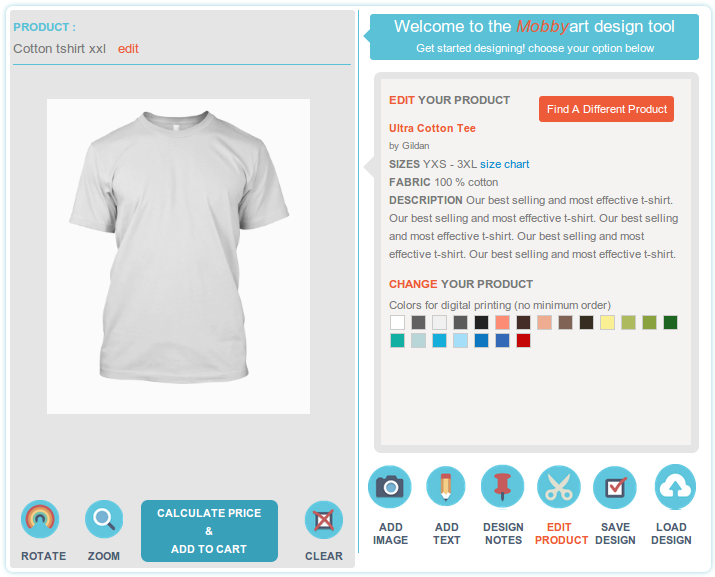 PRODUCT :
Cotton tshirt xxl edit
Welcome to the Mobbyart design tool
Get started designing! choose your option below
EDIT YOUR PRODUCT
Find A Different Product
Ultra Cotton Tee
by Gildan
SIZES YXS - 3XL size chart
FABRIC 100 % cotton
DESCRIPTION Our best selling and most effective t-shirt.
Our best selling and most effective t-shirt. Our best selling
and most effective t-shirt. Our best selling and most
effective t-shirt. Our best selling and most effective t-shirt.
CHANGE YOUR PRODUCT
Colors for digital printing (no minimum order)
ROTATE
ZOOM
CALCULATE PRICE
&
ADD TO CART
CLEAR
ADD
IMAGE
ADD
TEXT
DESIGN
NOTES
EDIT
PRODUCT
SAVE
DESIGN
LOAD
DESIGN